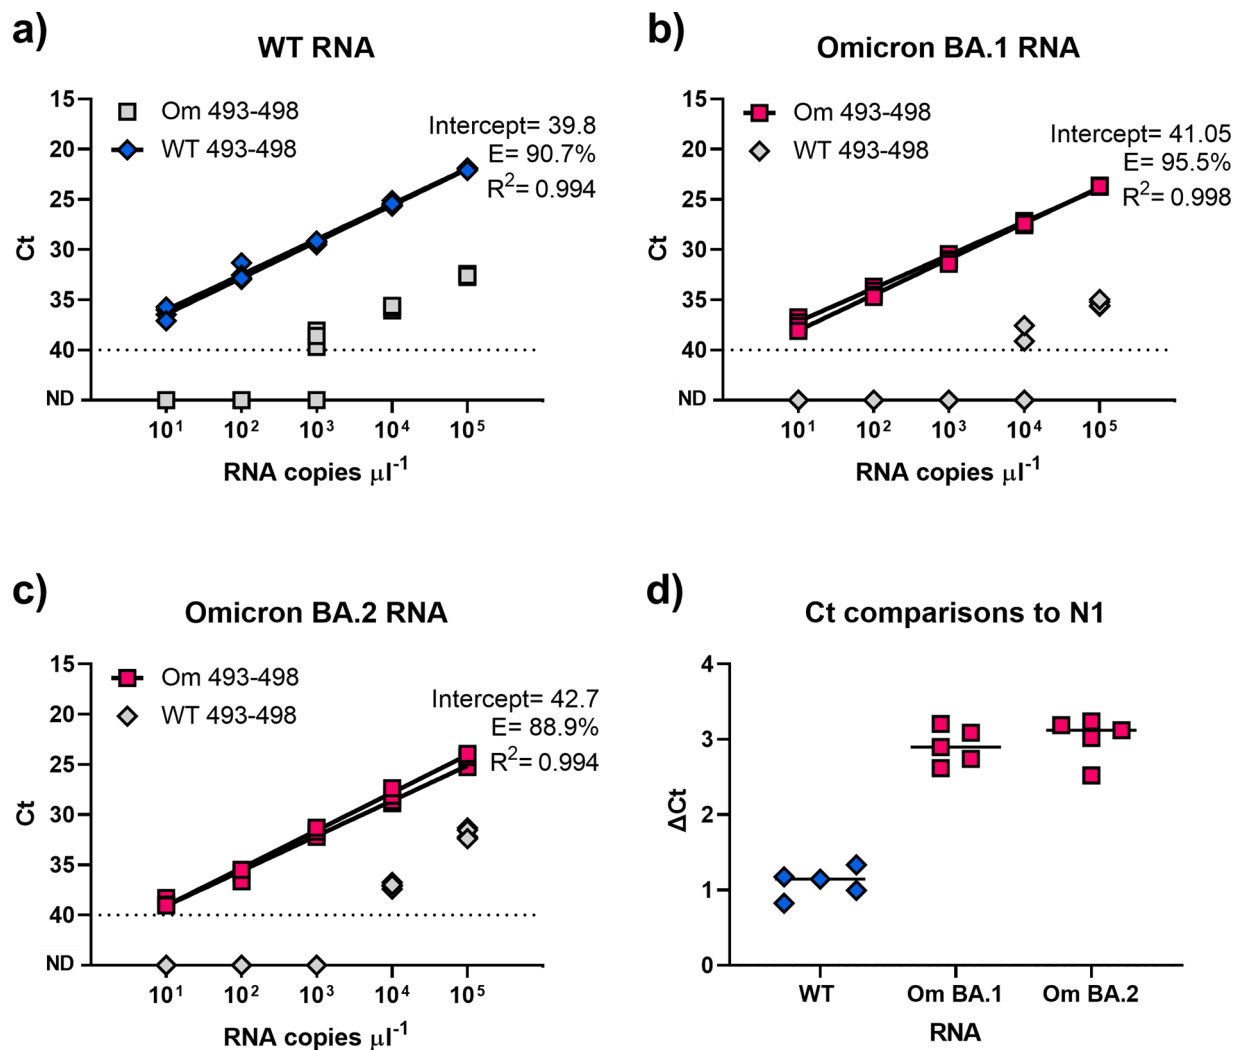 a)
WT RNA
Om 493-498
WT 493-498
Intercept= 39.8
E= 90.7%
R²= 0.994
15
20
25
30
35
40
ND
Ct
10¹ 10² 10³ 10⁴ 10⁵
RNA copies μl⁻¹
b)
Omicron BA.1 RNA
Om 493-498
WT 493-498
Intercept= 41.05
E= 95.5%
R²= 0.998
15
20
25
30
35
40
ND
Ct
10¹ 10² 10³ 10⁴ 10⁵
RNA copies μl⁻¹
c)
Omicron BA.2 RNA
Om 493-498
WT 493-498
Intercept= 42.7
E= 88.9%
R²= 0.994
15
20
25
30
35
40
ND
Ct
10¹ 10² 10³ 10⁴ 10⁵
RNA copies μl⁻¹
d)
Ct comparisons to N1
4
3
2
1
0
ΔCt
WT Om BA.1 Om BA.2
RNA